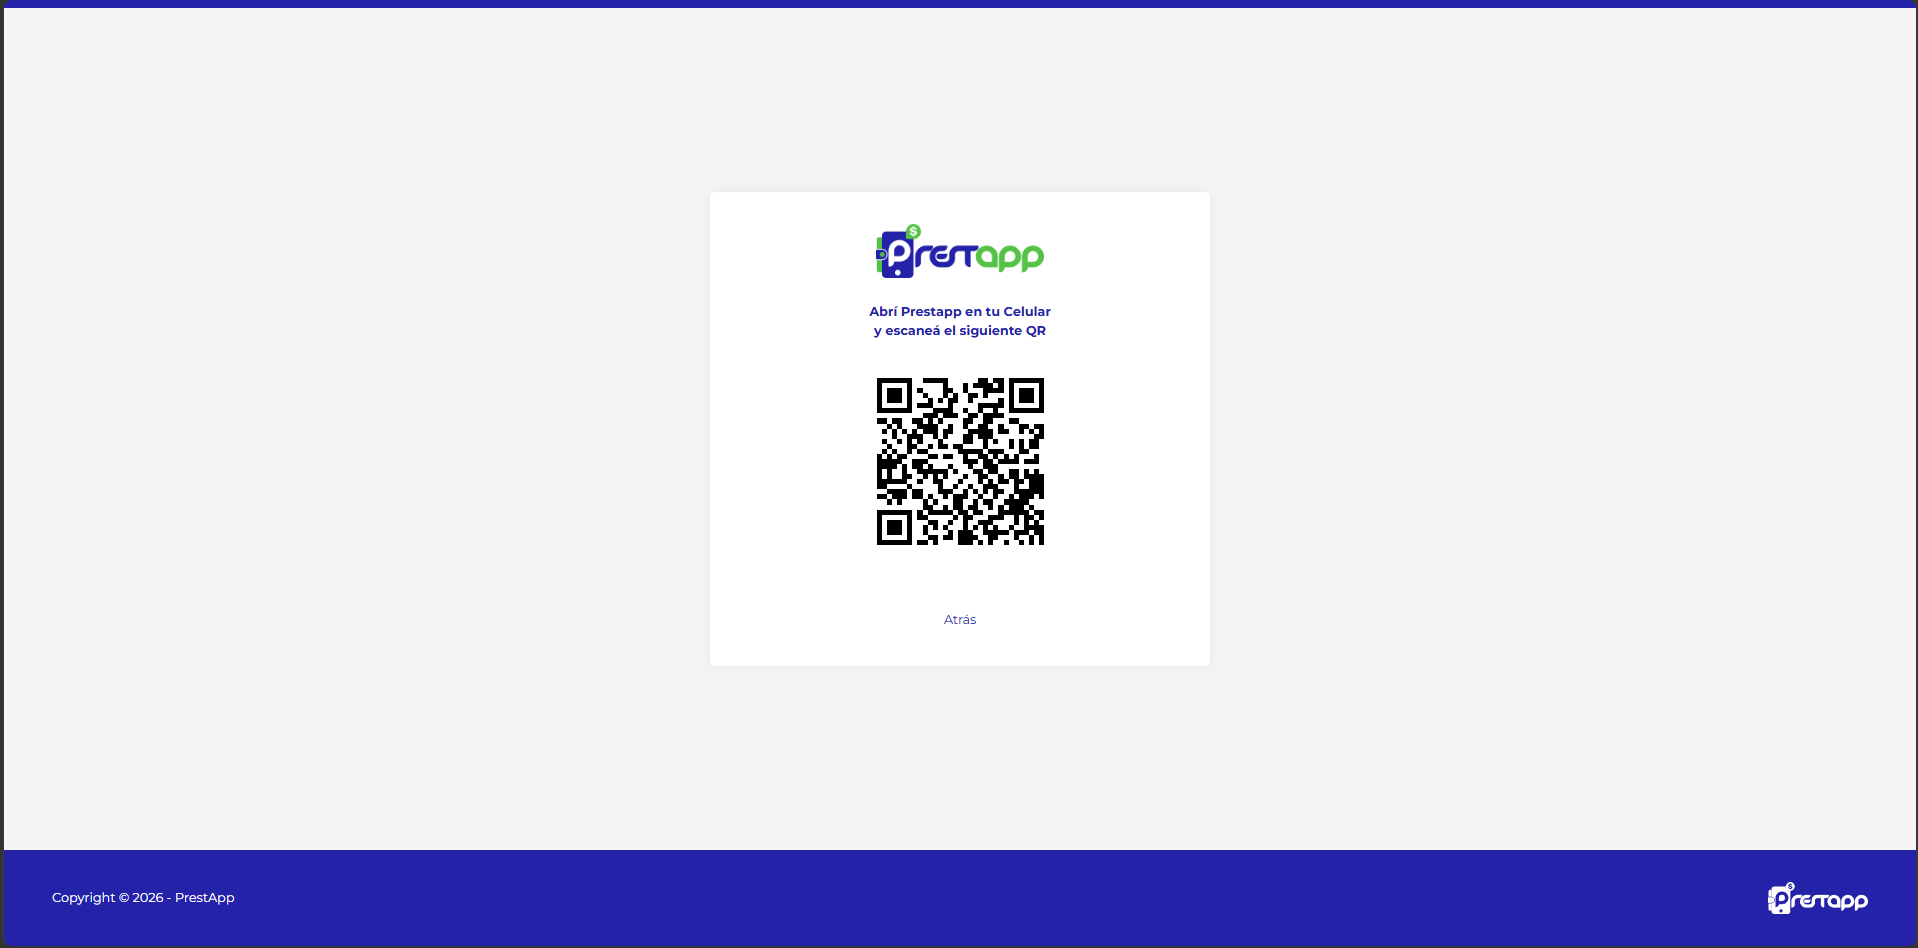 Prestapp
Abrí Prestapp en tu Celular
y escaneá el siguiente QR
Atrás
Copyright © 2026 - PrestApp
Prestapp